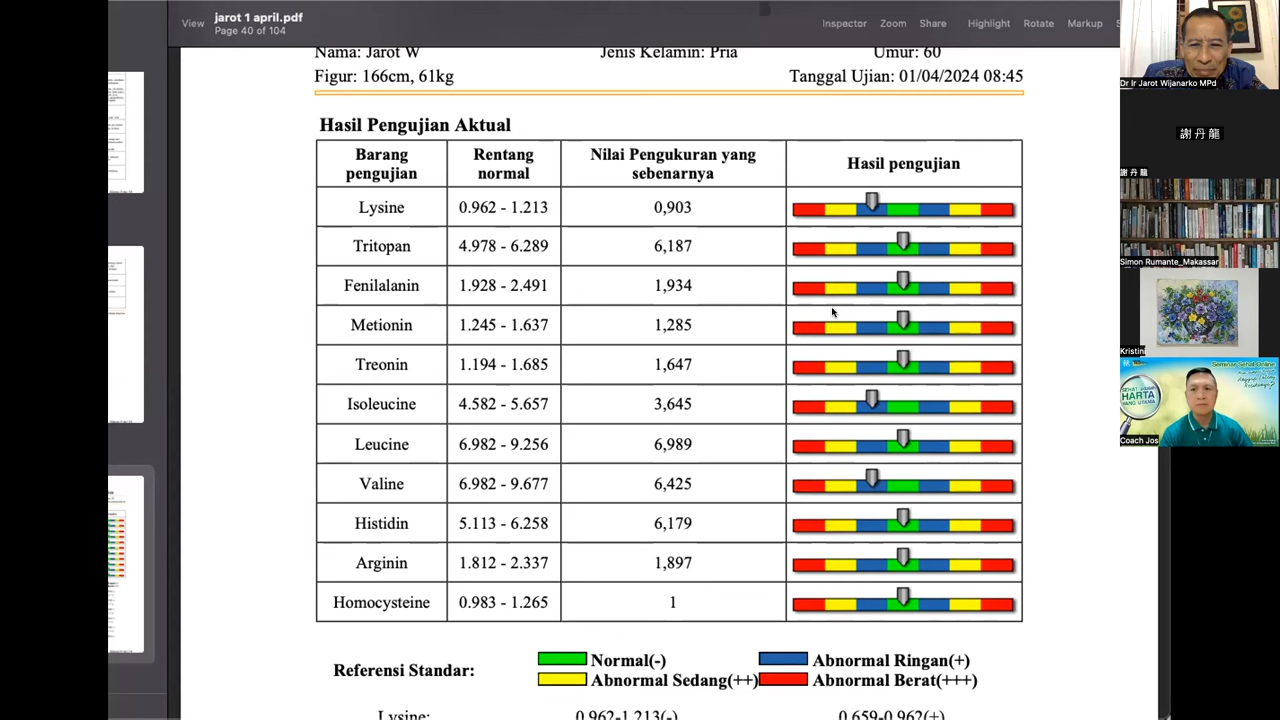 View
jarot 1 april.pdf
Page 40 of 104
Inspector Zoom Share Highlight Rotate Markup
Nama: Jarot W Jenis Kelamin: Pria Umur: 60
Figur: 166cm, 61kg Tanggal Ujian: 01/04/2024 08:45
Hasil Pengujian Aktual
Barang pengujian Rentang normal Nilai Pengukuran yang sebenarnya Hasil pengujian
Lysine 0.962 - 1.213 0,903
Tritopan 4.978 - 6.289 6,187
Fenilalanin 1.928 - 2.491 1,934
Metionin 1.245 - 1.637 1,285
Treonin 1.194 - 1.685 1,647
Isoleucine 4.582 - 5.657 3,645
Leucine 6.982 - 9.256 6,989
Valine 6.982 - 9.677 6,425
Histidin 5.113 - 6.258 6,179
Arginin 1.812 - 2.337 1,897
Homocysteine 0.983 - 1.265 1
Referensi Standar: Normal(-) Abnormal Ringan(+)
Abnormal Sedang(++) Abnormal Berat(+++)
Lysine: 0.962-1.213(-) 0.659-0.962(+)
Dr Ir Jarot Wijanarko MPd
謝丹龍
謝丹龍
Simon Rumante_Makassar
Kristini
Seminar Sehat Online
SEHAT adalah
HARTA
YANG UTAMA
Coach Jos